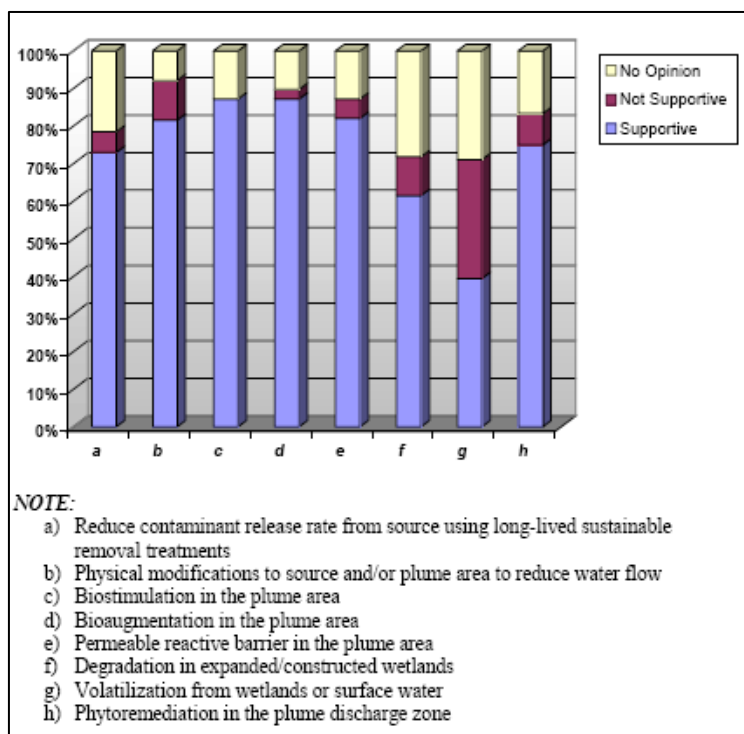 100%
90%
80%
70%
60%
50%
40%
30%
20%
10%
0%
a b c d e f g h
No Opinion
Not Supportive
Supportive
NOTE:
a) Reduce contaminant release rate from source using long-lived sustainable
removal treatments
b) Physical modifications to source and/or plume area to reduce water flow
c) Biostimulation in the plume area
d) Bioaugmentation in the plume area
e) Permeable reactive barrier in the plume area
f) Degradation in expanded/constructed wetlands
g) Volatilization from wetlands or surface water
h) Phytoremediation in the plume discharge zone